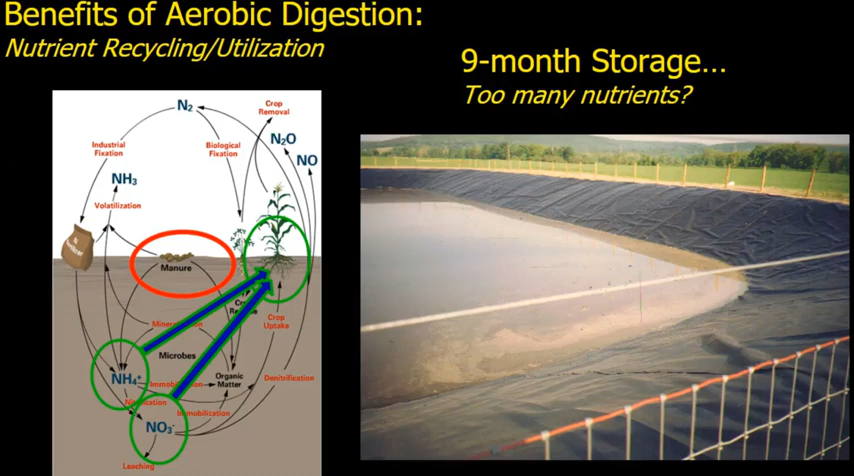 Benefits of Aerobic Digestion:
Nutrient Recycling/Utilization
9-month Storage…
Too many nutrients?
N2
Crop
Removal
N2O
NO
Industrial
Fixation
Biological
Fixation
NH3
Volatilization
Manure
Crop
Uptake
Microbes
NH4+
Organic
Matter
Denitrification
Immobilization
NO3-
Leaching